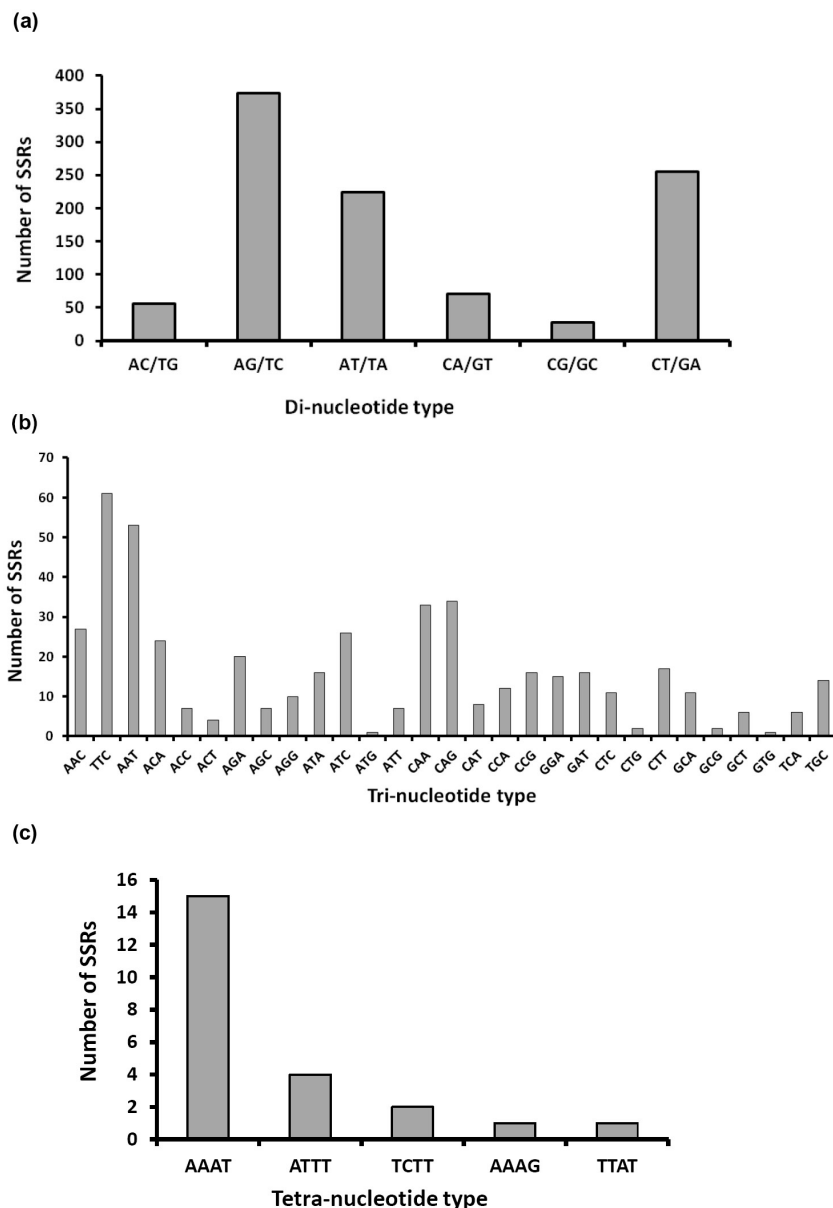 (a)
Number of SSRs
400
350
300
250
200
150
100
50
0
AC/TG AG/TC AT/TA CA/GT CG/GC CT/GA
Di-nucleotide type
(b)
Number of SSRs
70
60
50
40
30
20
10
0
AAC TTC AAT ACA ACC ACT AGA AGC AGG ATA ATC ATG ATT CAA CAG CAT CCA CCG GGA GAT CTC CTG CTT GCA GCG GCT GTG TCA TGC
Tri-nucleotide type
(c)
Number of SSRs
16
14
12
10
8
6
4
2
0
AAAT ATTT TCTT AAAG TTAT
Tetra-nucleotide type